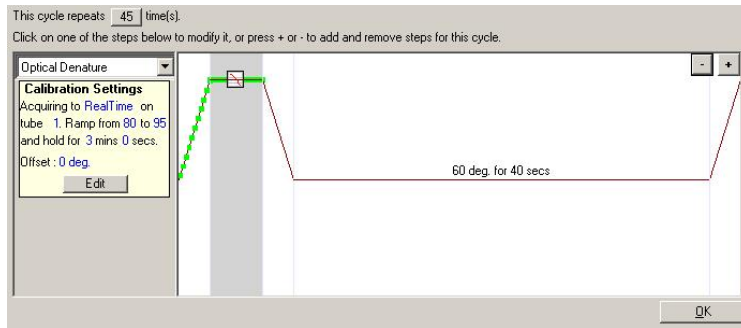 This cycle repeats 45 time(s).
Click on one of the steps below to modify it, or press + or - to add and remove steps for this cycle.
Optical Denature
- +
Calibration Settings
Acquiring to RealTime on
tube 1. Ramp from 80 to 95
and hold for 3 mins 0 secs.
Offset : 0 deg.
Edit
60 deg. for 40 secs
OK